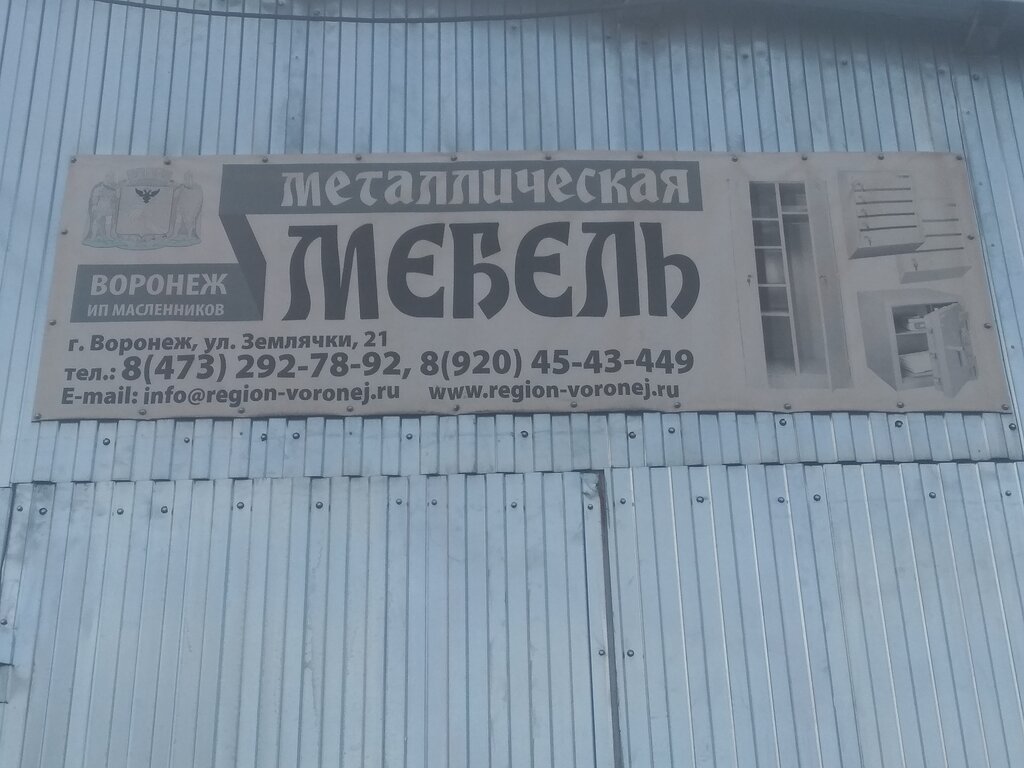 металлическая
МЕБЕЛЬ
ВОРОНЕЖ
ИП МАСЛЕННИКОВ
г. Воронеж, ул. Землячки, 21
тел.: 8(473) 292-78-92, 8(920) 45-43-449
E-mail: info@region-voronej.ru www.region-voronej.ru